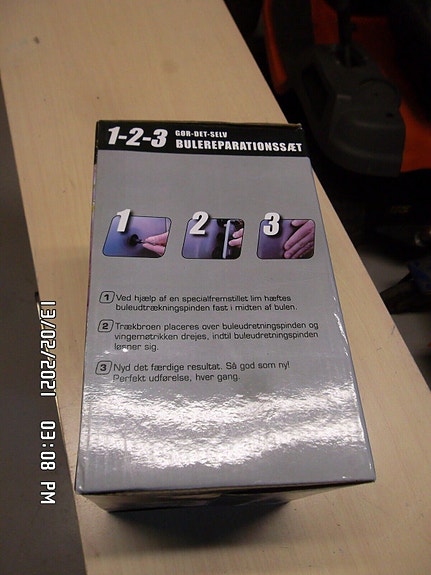 1-2-3 GØR-DET-SELV
BULEREPARATIONSSÆT
1 2 3
1 Ved hjælp af en specialfremstillet lim hæftes
buleudtrækningspinden fast i midten af bulen.
2 Trækbroen placeres over buleudretningspinden og
vingemøtrikken drejes, indtil buleudretningspinden
løsner sig.
3 Nyd det færdige resultat. Så god som ny!
Perfekt udførelse, hver gang.
13/02/2021 03:08 PM